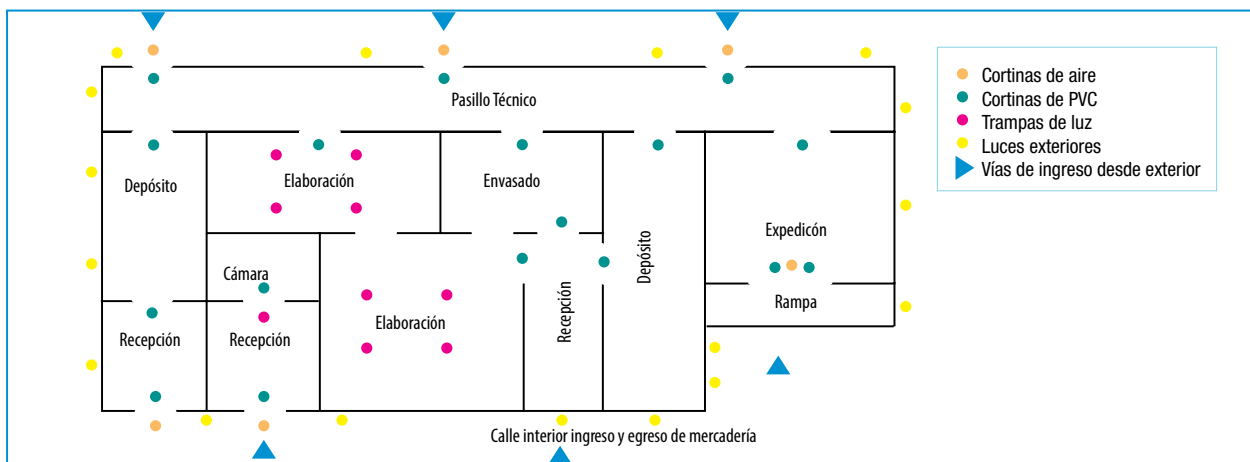 Cortinas de aire
Cortinas de PVC
Trampas de luz
Luces exteriores
Vías de ingreso desde exterior
Pasillo Técnico
Depósito
Elaboración
Envasado
Depósito
Expedicón
Cámara
Rampa
Recepción
Recepción
Elaboración
Recepción
Calle interior ingreso y egreso de mercadería